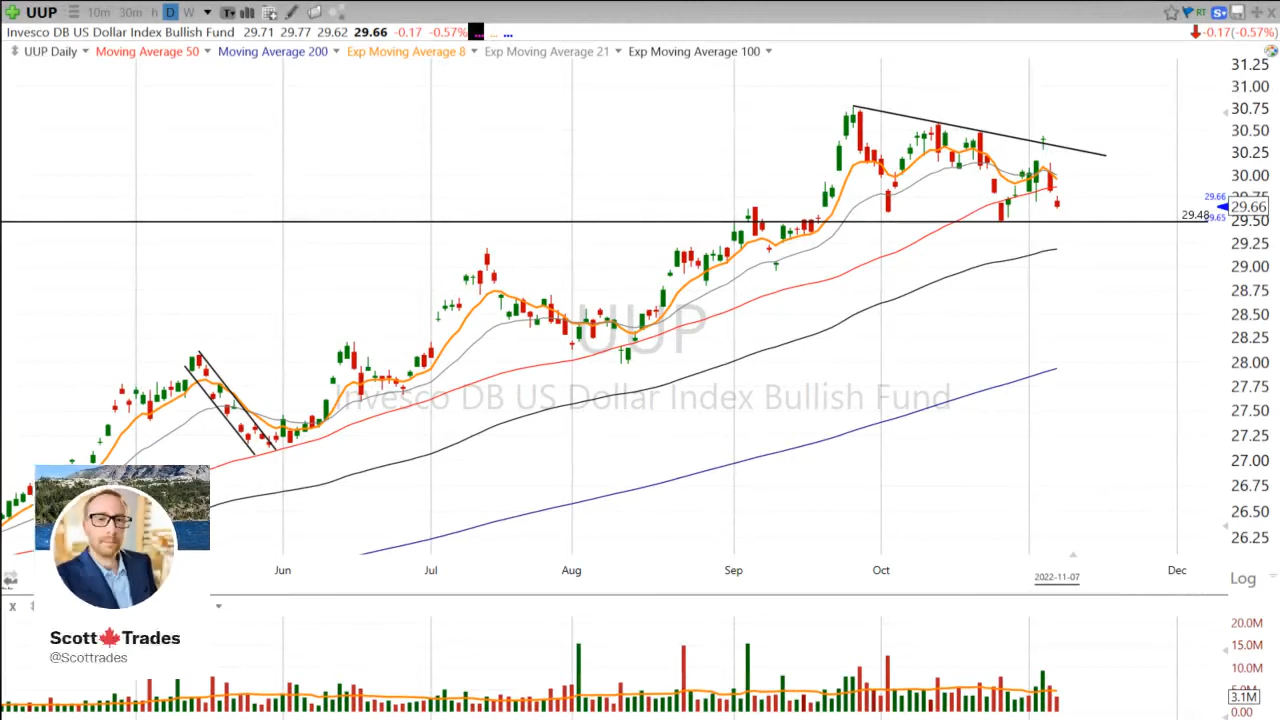 UUP 10m 30m h D W RT S
Invesco DB US Dollar Index Bullish Fund 29.71 29.77 29.62 29.66 -0.17 -0.57% -0.17(-0.57%)
UUP Daily Moving Average 50 Moving Average 200 Exp Moving Average 8 Exp Moving Average 21 Exp Moving Average 100
31.25
31.00
30.75
30.50
30.25
30.00
29.66 29.75
29.66
29.48 29.65 29.50
29.25
29.00
28.75
28.50
28.25
28.00
27.75
27.50
27.25
27.00
26.75
26.50
26.25
UUP
Invesco DB US Dollar Index Bullish Fund
Jun Jul Aug Sep Oct 2022-11-07 Dec
Log
X
Scott Trades
@Scottrades
20.0M
15.0M
10.0M
3.1M
0.00